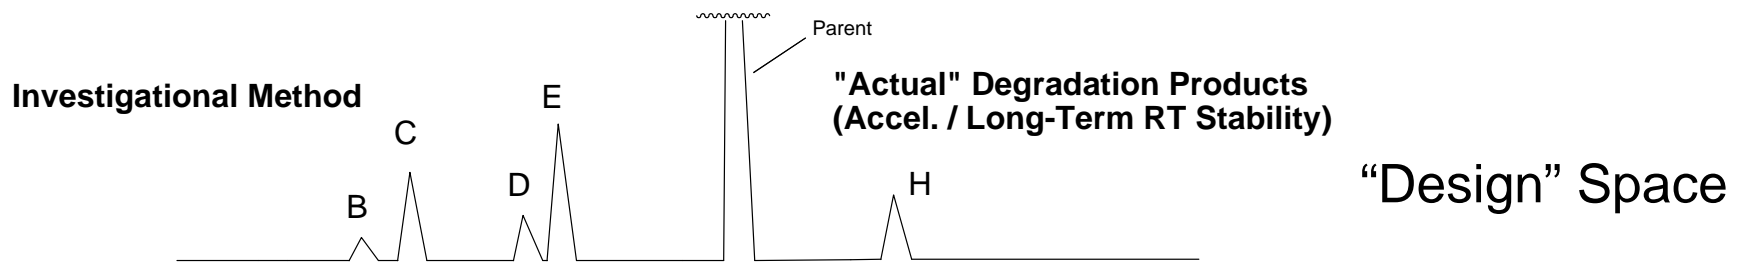 Parent
"Actual" Degradation Products
(Accel. / Long-Term RT Stability)
Investigational Method
E
C
D
B
H
“Design” Space